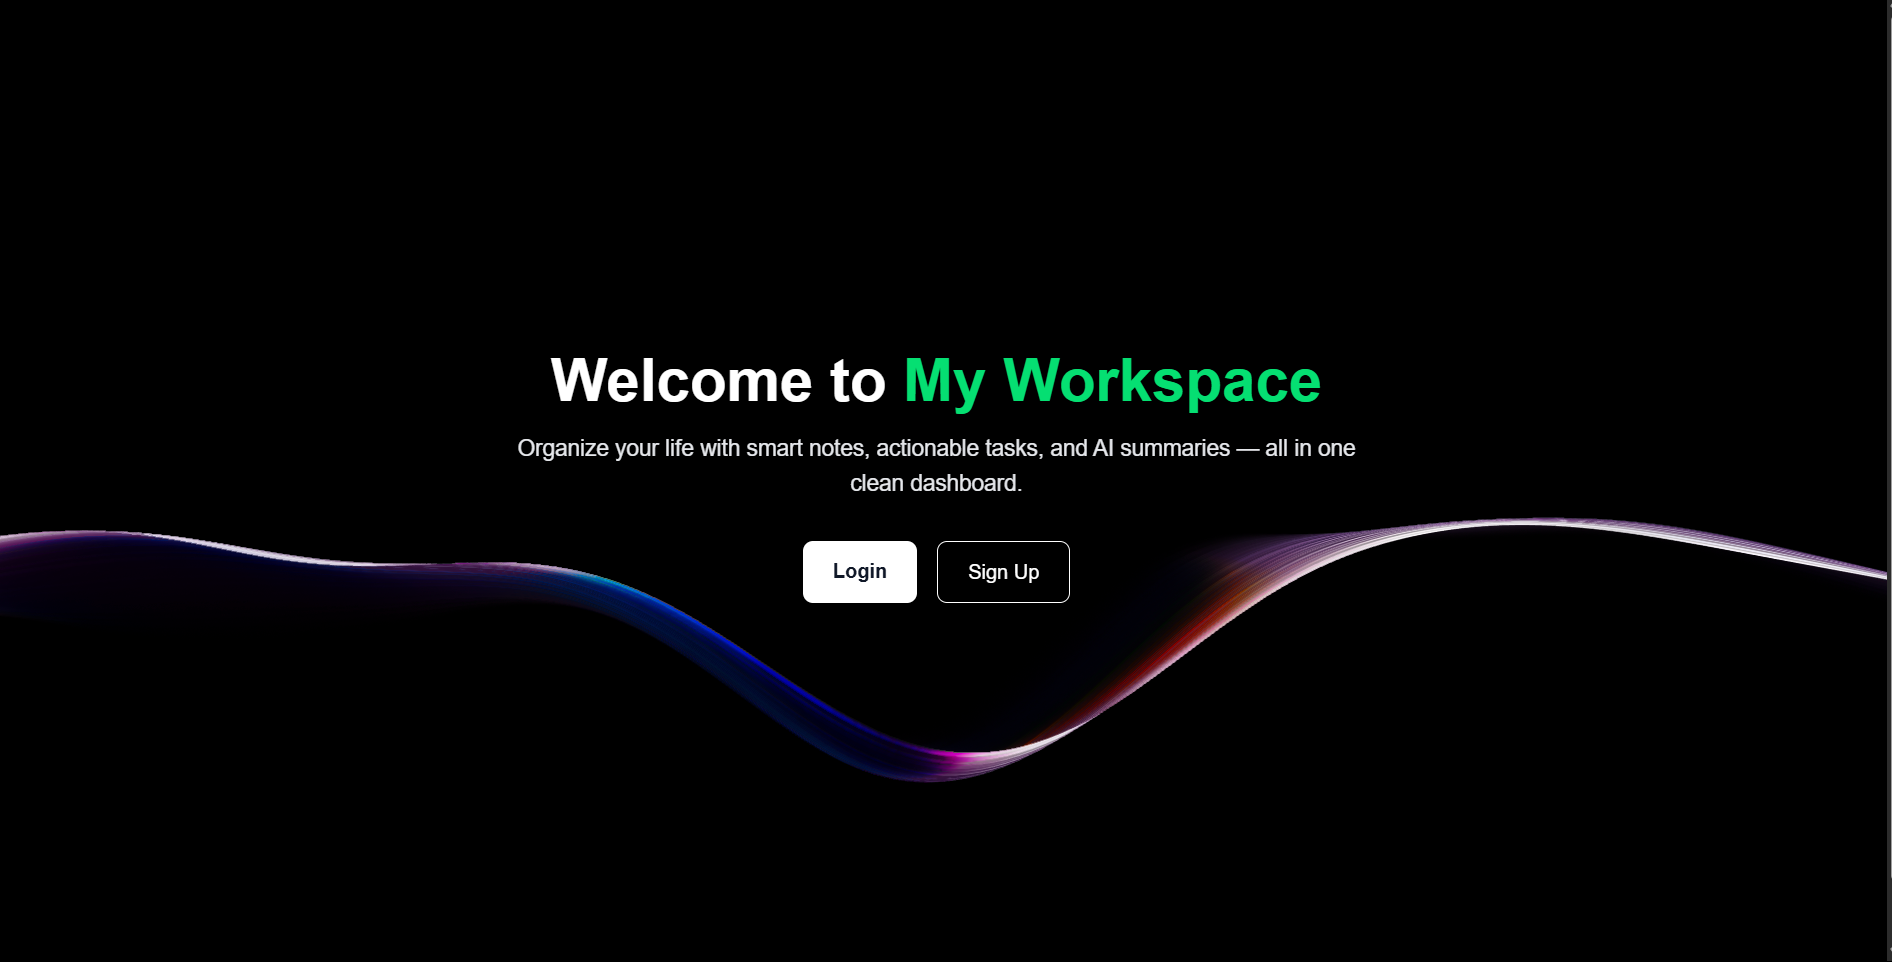 Welcome to My Workspace
Organize your life with smart notes, actionable tasks, and AI summaries — all in one
clean dashboard.
Login
Sign Up